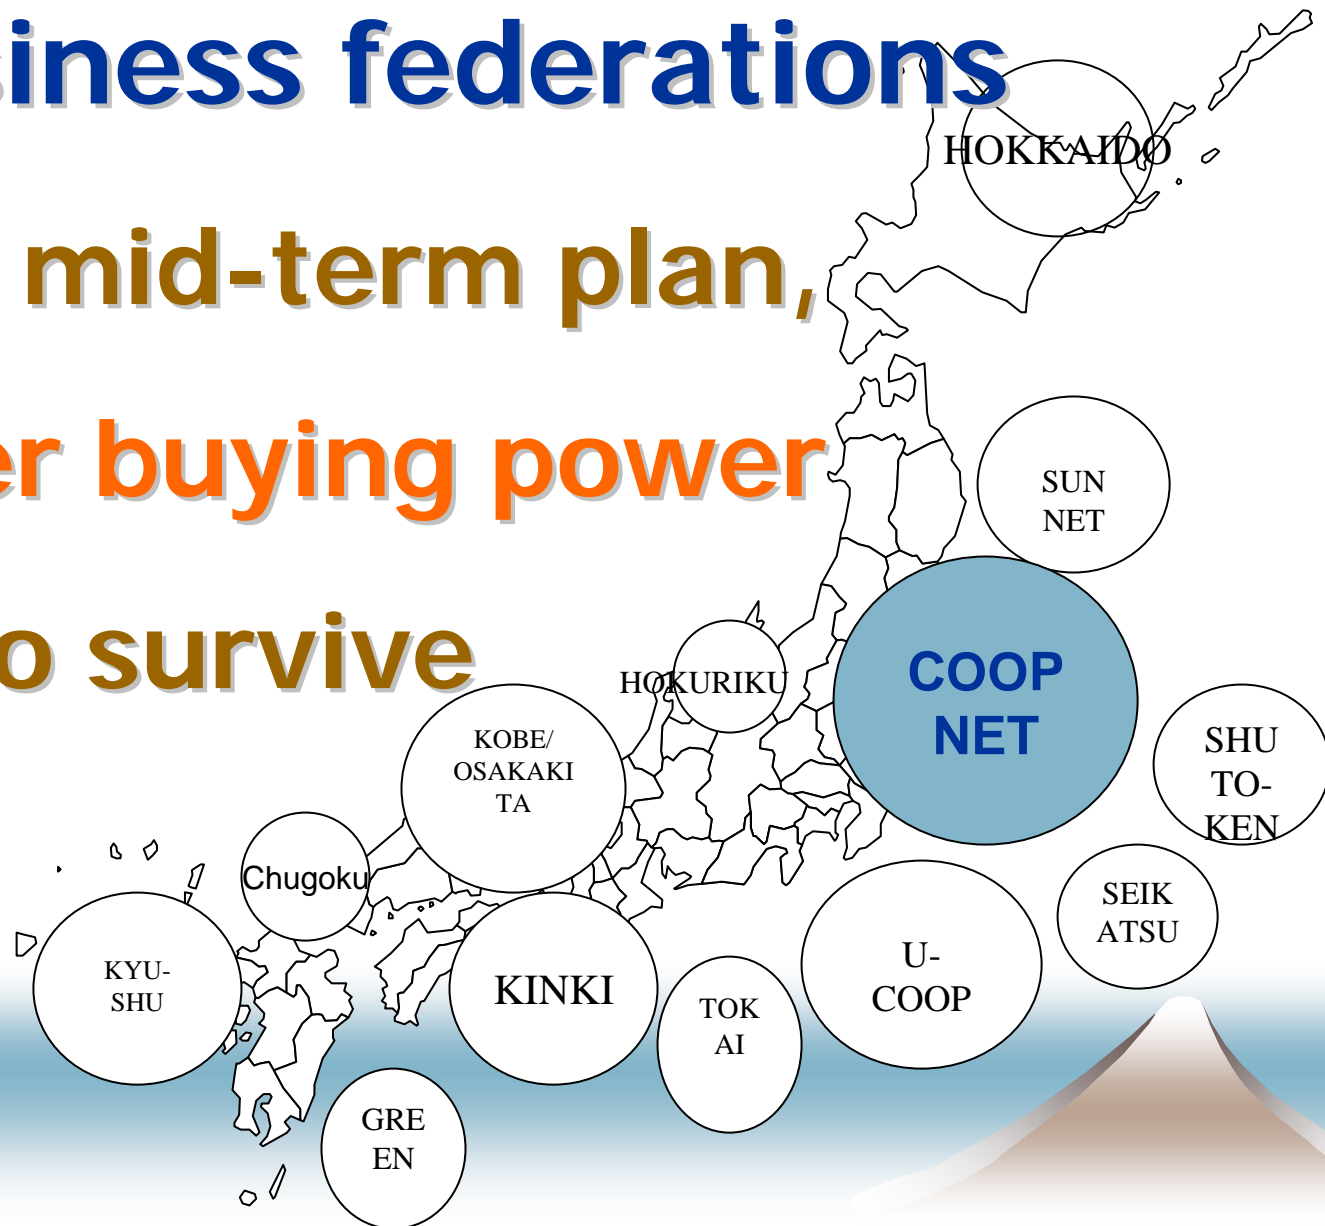 siness federations
HOKKAIDO
mid-term plan,
er buying power
SUN
NET
o survive
HOKURIKU
COOP
NET
KOBE/
OSAKAKI
TA
SHU
TO-
KEN
Chugoku
SEIK
ATSU
KYU-
SHU
KINKI
U-
COOP
TOK
AI
GRE
EN